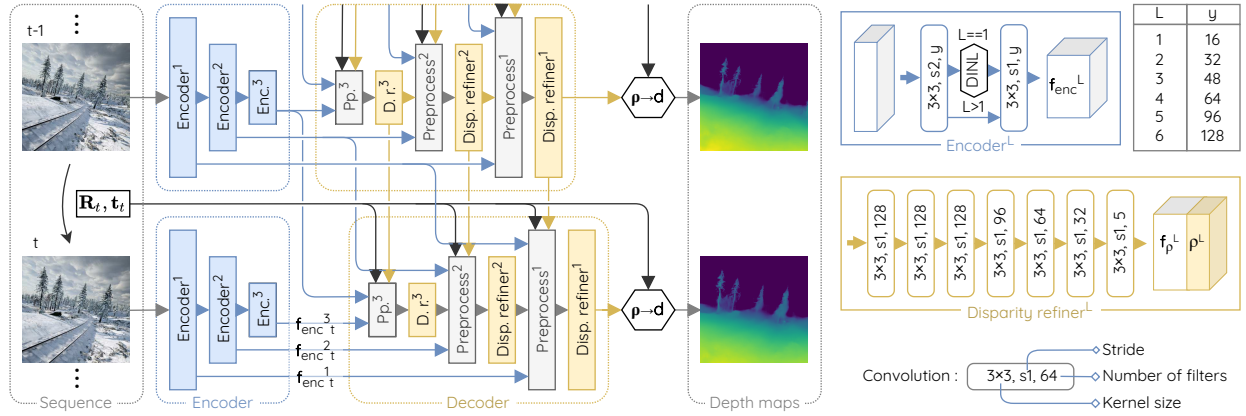 t-1
Encoder¹
Encoder²
Enc.³
Pp.³
D. r.³
Preprocess²
Disp. refiner²
Preprocess¹
Disp. refiner¹
ρ→d
R_t, t_t
t
Encoder¹
Encoder²
Enc.³
f_enc³_t
f_enc²_t
f_enc¹_t
Pp.³
D. r.³
Preprocess²
Disp. refiner²
Preprocess¹
Disp. refiner¹
ρ→d
Sequence
Encoder
Decoder
Depth maps
3×3, s2, y
L==1
DINL
L>1
3×3, s1, y
f_enc^L
Encoder^L
L y
1 16
2 32
3 48
4 64
5 96
6 128
3×3, s1, 128
3×3, s1, 128
3×3, s1, 128
3×3, s1, 96
3×3, s1, 64
3×3, s1, 32
3×3, s1, 5
f_ρ^L
ρ^L
Disparity refiner^L
Convolution : 3×3, s1, 64
Stride
Number of filters
Kernel size